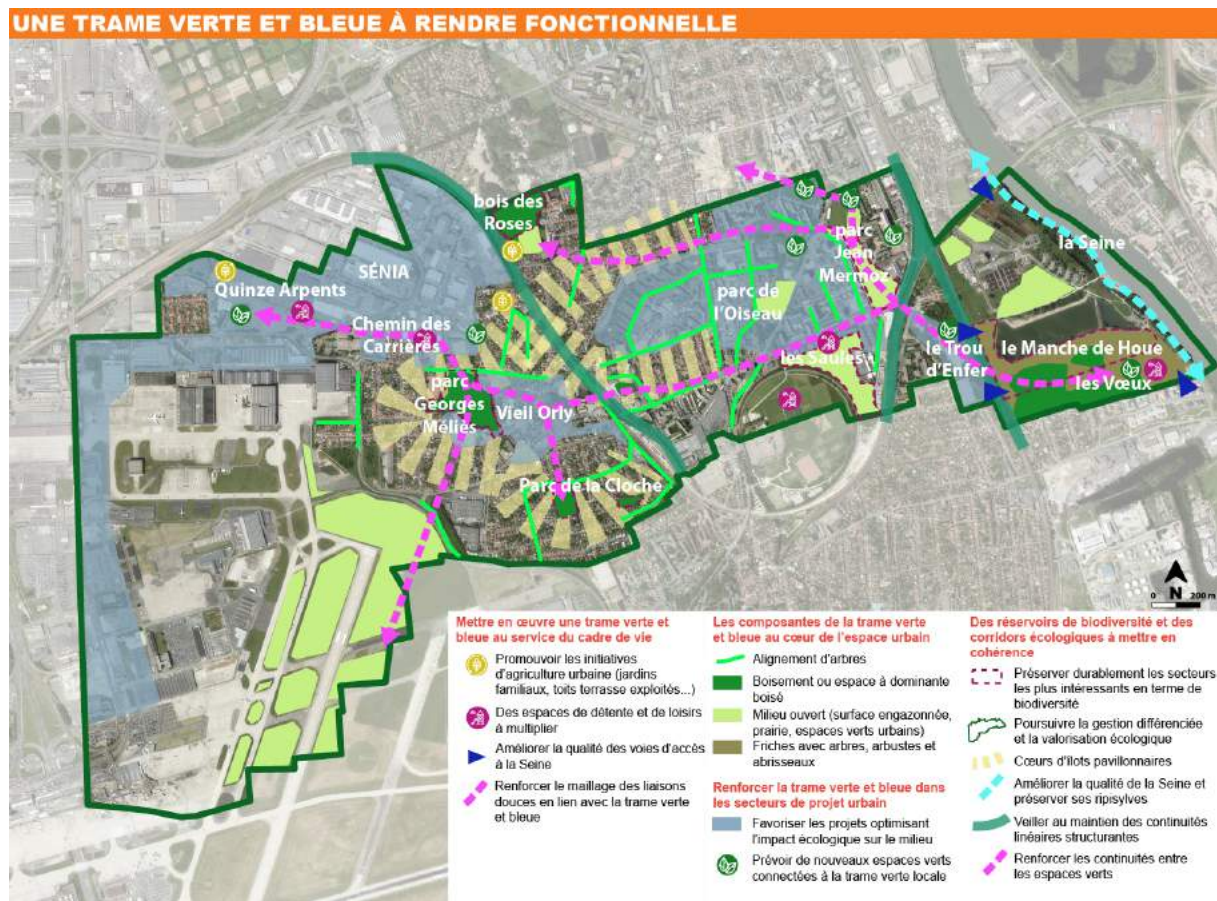 UNE TRAME VERTE ET BLEUE À RENDRE FONCTIONNELLE
bois des
Roses
la Seine
SÉNIA
parc
Jean
Mermoz
Quinze Arpents
parc de
l'Oiseau
Chemin des
Carrières
le Trou
d'Enfer
le Manche de Houe
les Saules
les Vœux
parc
Georges
Méliès
Vieil Orly
Parc de la Cloche
N
0 200 m
Mettre en œuvre une trame verte et
bleue au service du cadre de vie
Promouvoir les initiatives
d'agriculture urbaine (jardins
familiaux, toits terrasse exploités...)
Des espaces de détente et de loisirs
à multiplier
Améliorer la qualité des voies d'accès
à la Seine
Renforcer le maillage des liaisons
douces en lien avec la trame verte
et bleue
Les composantes de la trame verte
et bleue au cœur de l'espace urbain
Alignement d'arbres
Boisement ou espace à dominante
boisé
Milieu ouvert (surface engazonnée,
prairie, espaces verts urbains)
Friches avec arbres, arbustes et
abrisseaux
Renforcer la trame verte et bleue dans
les secteurs de projet urbain
Favoriser les projets optimisant
l'impact écologique sur le milieu
Prévoir de nouveaux espaces verts
connectées à la trame verte locale
Des réservoirs de biodiversité et des
corridors écologiques à mettre en
cohérence
Préserver durablement les secteurs
les plus intéressants en terme de
biodiversité
Poursuivre la gestion différenciée
et la valorisation écologique
Cœurs d'îlots pavillonnaires
Améliorer la qualité de la Seine et
préserver ses ripisylves
Veiller au maintien des continuités
linéaires structurantes
Renforcer les continuités entre
les espaces verts